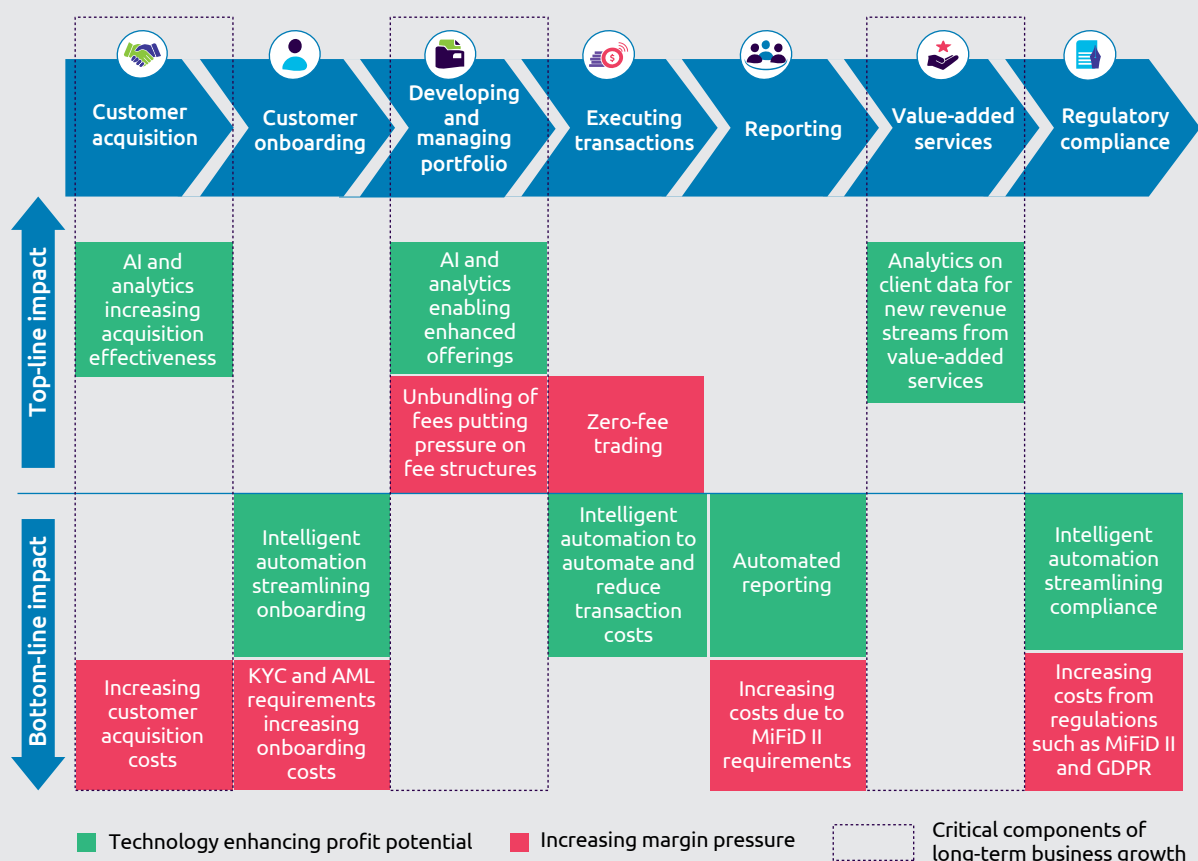 Customer
acquisition
Customer
onboarding
Developing
and
managing
portfolio
Executing
transactions
Reporting
Value-added
services
Regulatory
compliance
Top-line impact
AI and
analytics
increasing
acquisition
effectiveness
AI and
analytics
enabling
enhanced
offerings
Analytics on
client data for
new revenue
streams from
value-added
services
Unbundling of
fees putting
pressure on
fee structures
Zero-fee
trading
Bottom-line impact
Intelligent
automation
streamlining
onboarding
Intelligent
automation to
automate and
reduce
transaction
costs
Automated
reporting
Intelligent
automation
streamlining
compliance
Increasing
customer
acquisition
costs
KYC and AML
requirements
increasing
onboarding
costs
Increasing
costs due to
MiFiD II
requirements
Increasing
costs from
regulations
such as MiFiD II
and GDPR
Technology enhancing profit potential
Increasing margin pressure
Critical components of
long-term business growth